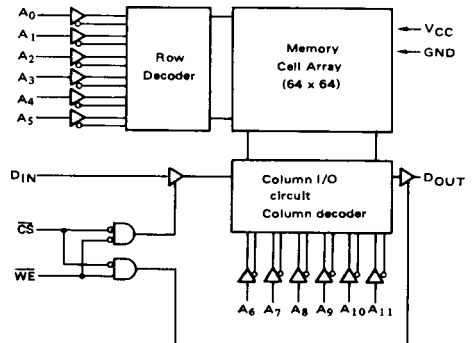 A0
A1
A2
A3
A4
A5
Row
Decoder
Memory
Cell Array
(64 x 64)
VCC
GND
DIN
Column I/O
circuit
Column decoder
DOUT
CS
WE
A6 A7 A8 A9 A10 A11